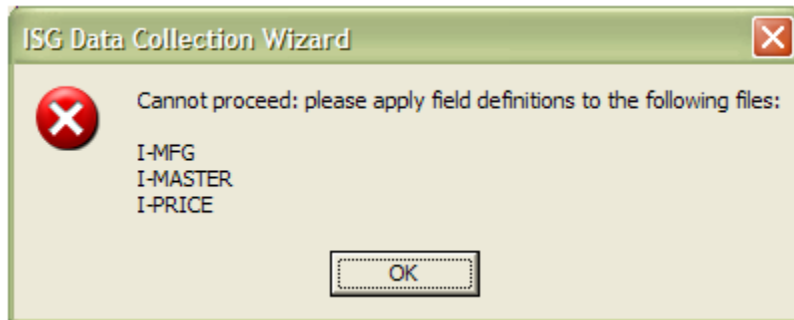 ISG Data Collection Wizard
Cannot proceed: please apply field definitions to the following files:
I-MFG
I-MASTER
I-PRICE
OK